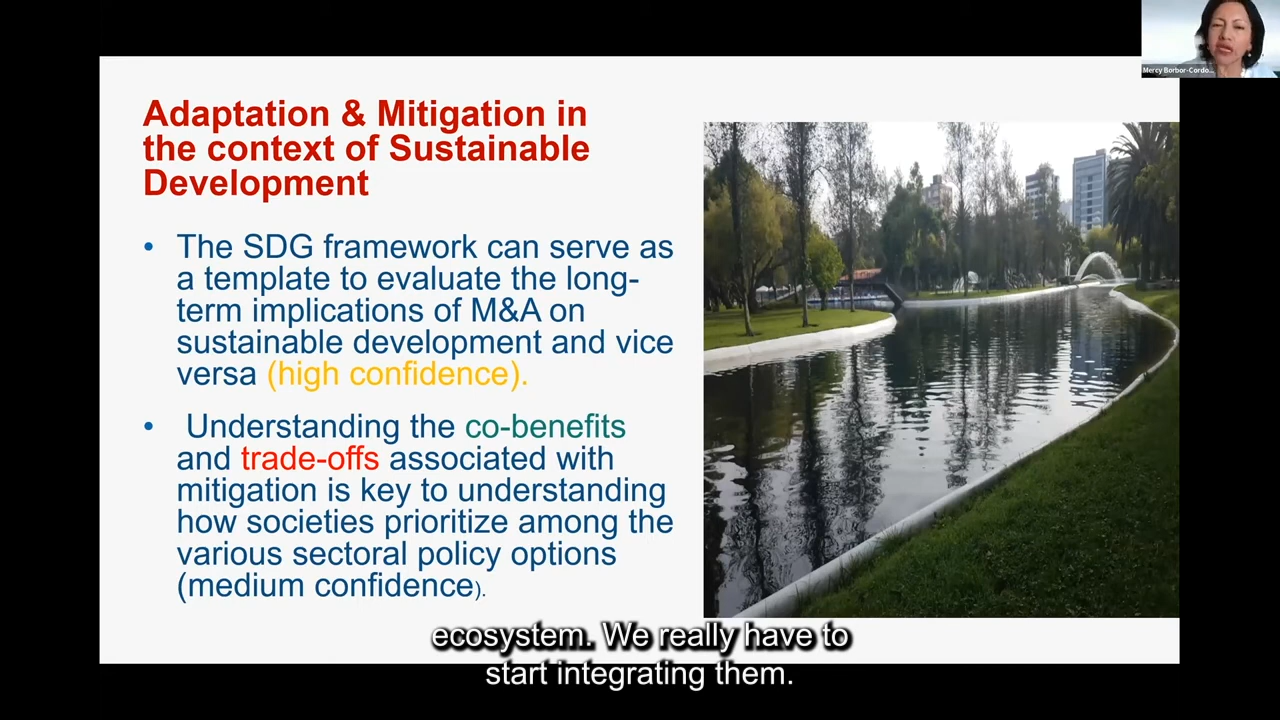 Mercy Borbor-Cordo...
Adaptation & Mitigation in
the context of Sustainable
Development
• The SDG framework can serve as
a template to evaluate the long-
term implications of M&A on
sustainable development and vice
versa (high confidence).
• Understanding the co-benefits
and trade-offs associated with
mitigation is key to understanding
how societies prioritize among the
various sectoral policy options
(medium confidence).
ecosystem. We really have to
start integrating them.